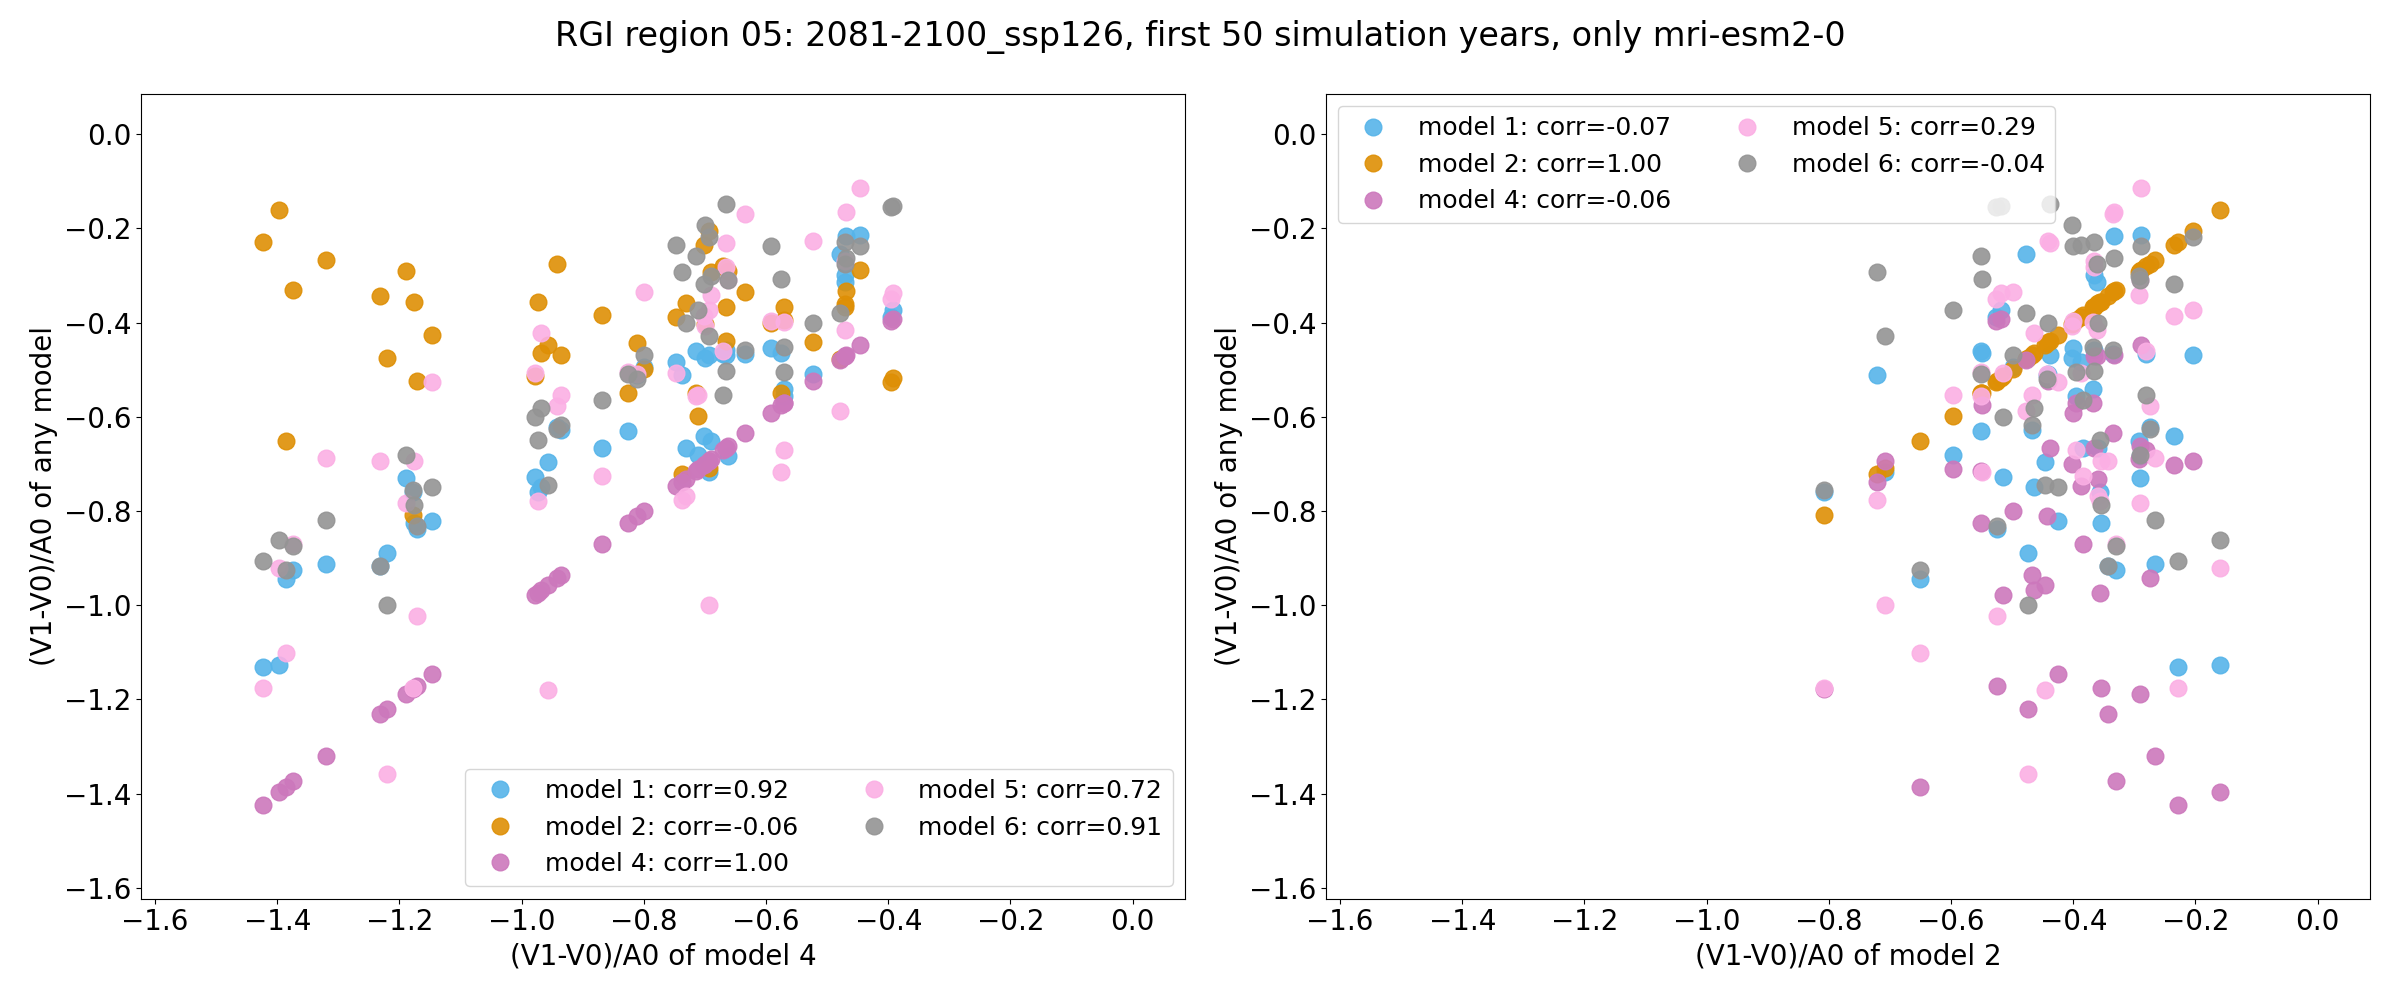 RGI region 05: 2081-2100_ssp126, first 50 simulation years, only mri-esm2-0
(V1-V0)/A0 of any model
0.0
−0.2
−0.4
−0.6
−0.8
−1.0
−1.2
−1.4
−1.6
model 1: corr=0.92
model 2: corr=-0.06
model 4: corr=1.00
model 5: corr=0.72
model 6: corr=0.91
−1.6 −1.4 −1.2 −1.0 −0.8 −0.6 −0.4 −0.2 0.0
(V1-V0)/A0 of model 4
(V1-V0)/A0 of any model
0.0
−0.2
−0.4
−0.6
−0.8
−1.0
−1.2
−1.4
−1.6
model 1: corr=-0.07
model 2: corr=1.00
model 4: corr=-0.06
model 5: corr=0.29
model 6: corr=-0.04
−1.6 −1.4 −1.2 −1.0 −0.8 −0.6 −0.4 −0.2 0.0
(V1-V0)/A0 of model 2